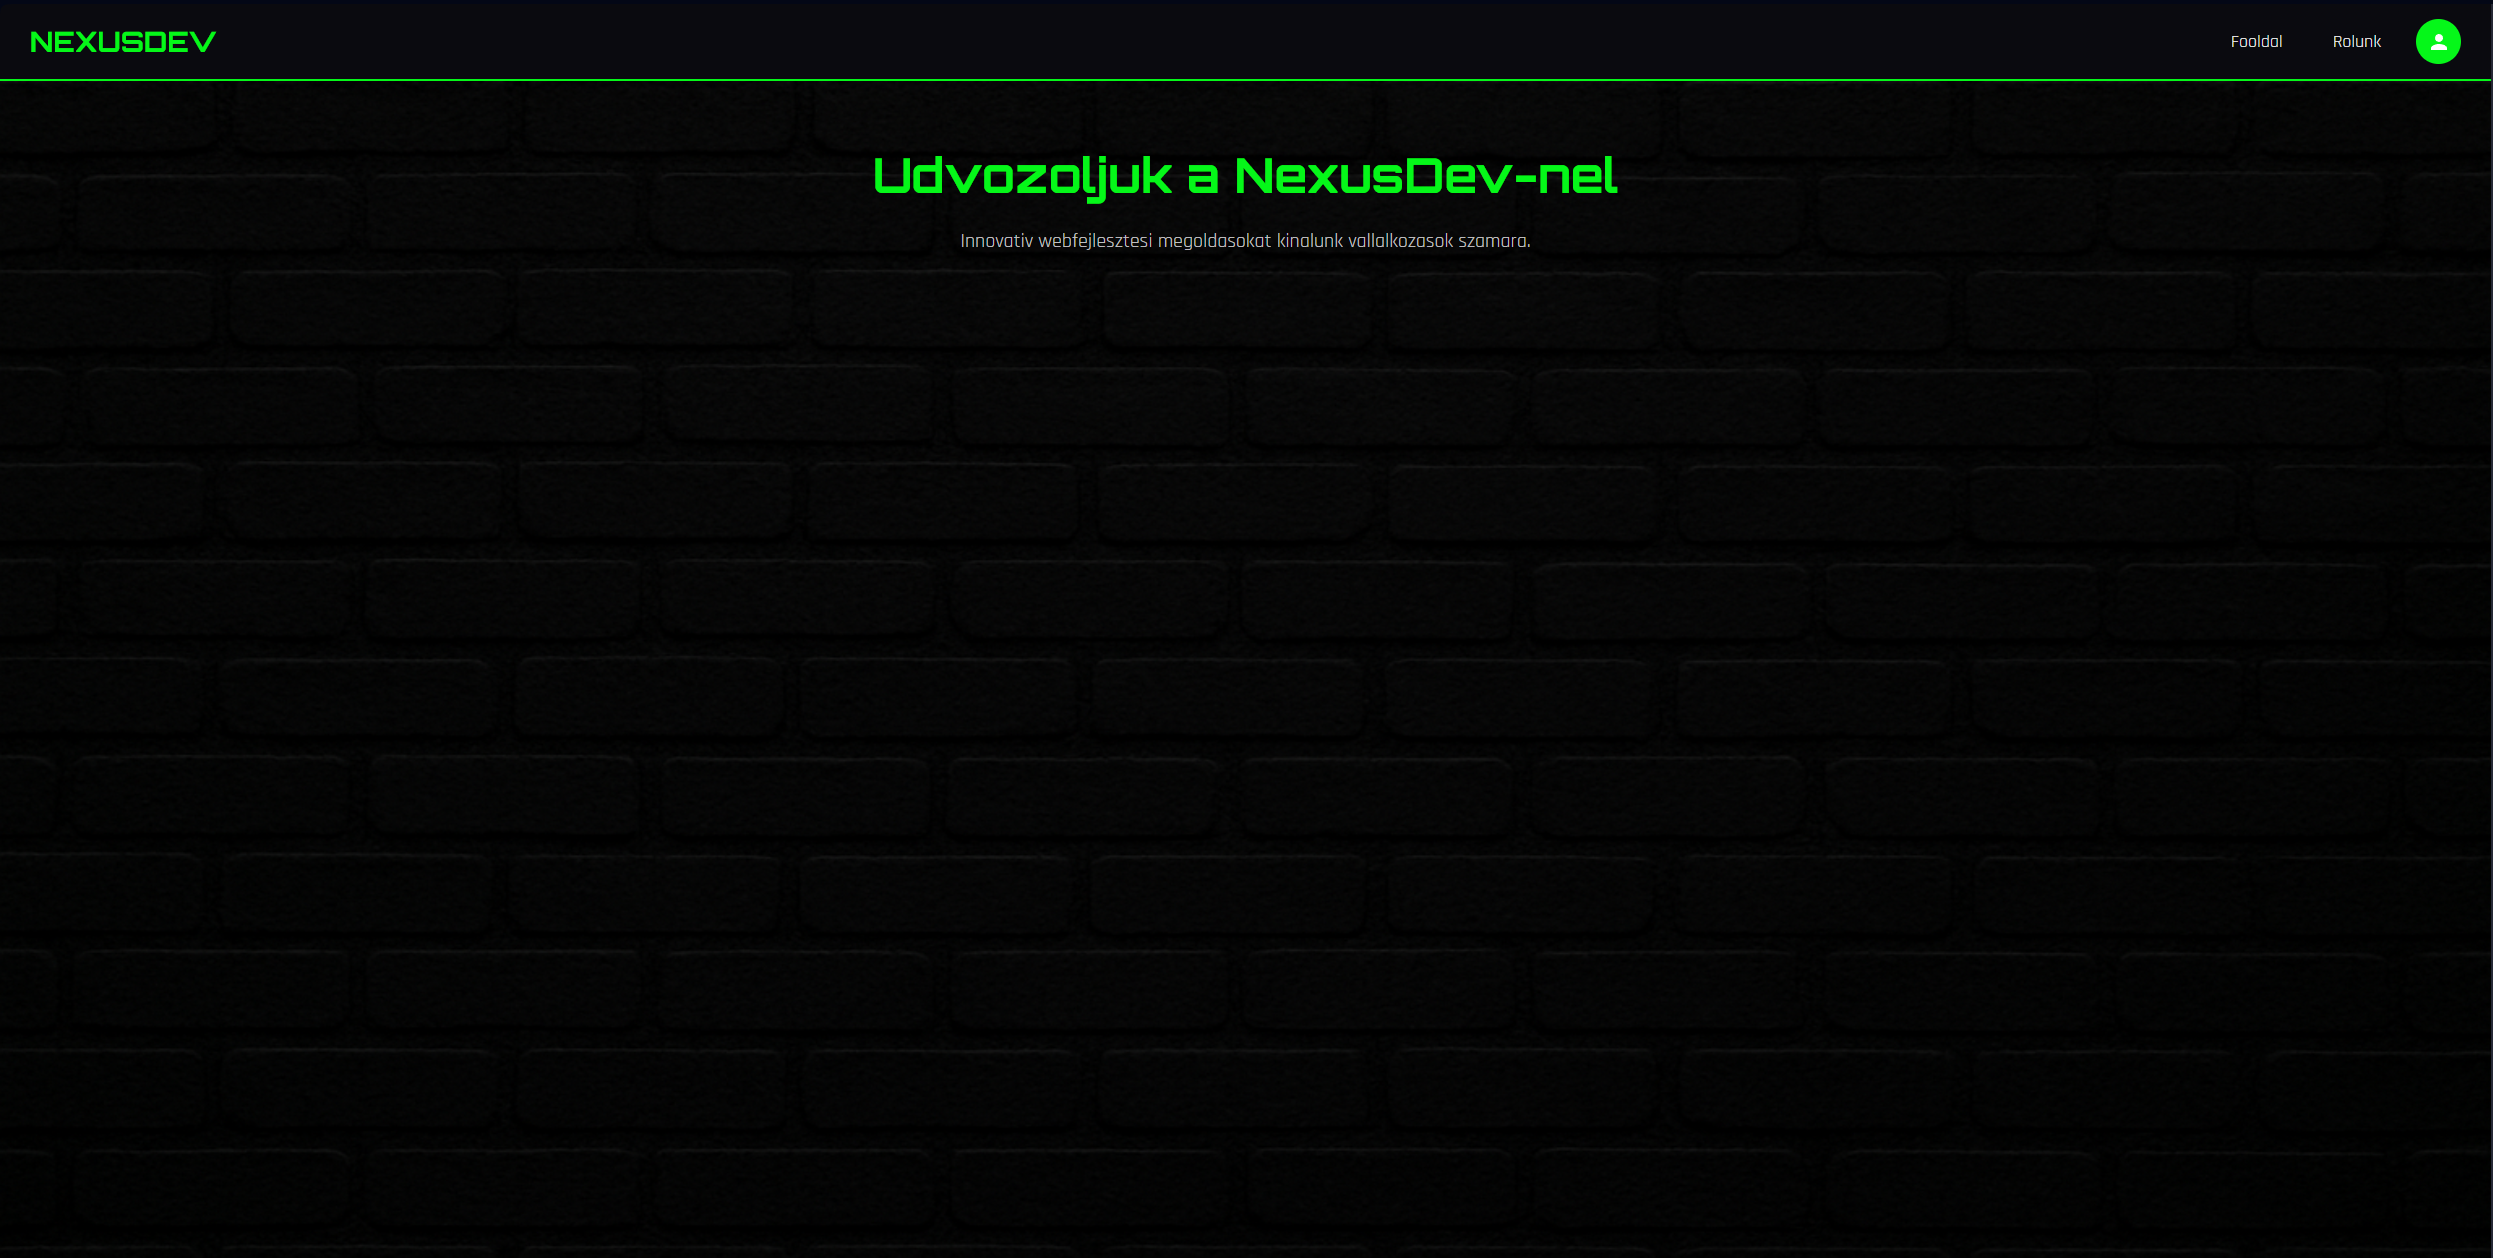 NEXUSDEV
Fooldal
Rolunk
Udvozoljuk a NexusDev-nel
Innovativ webfejlesztesi megoldasokat kinalunk vallalkozasok szamara.